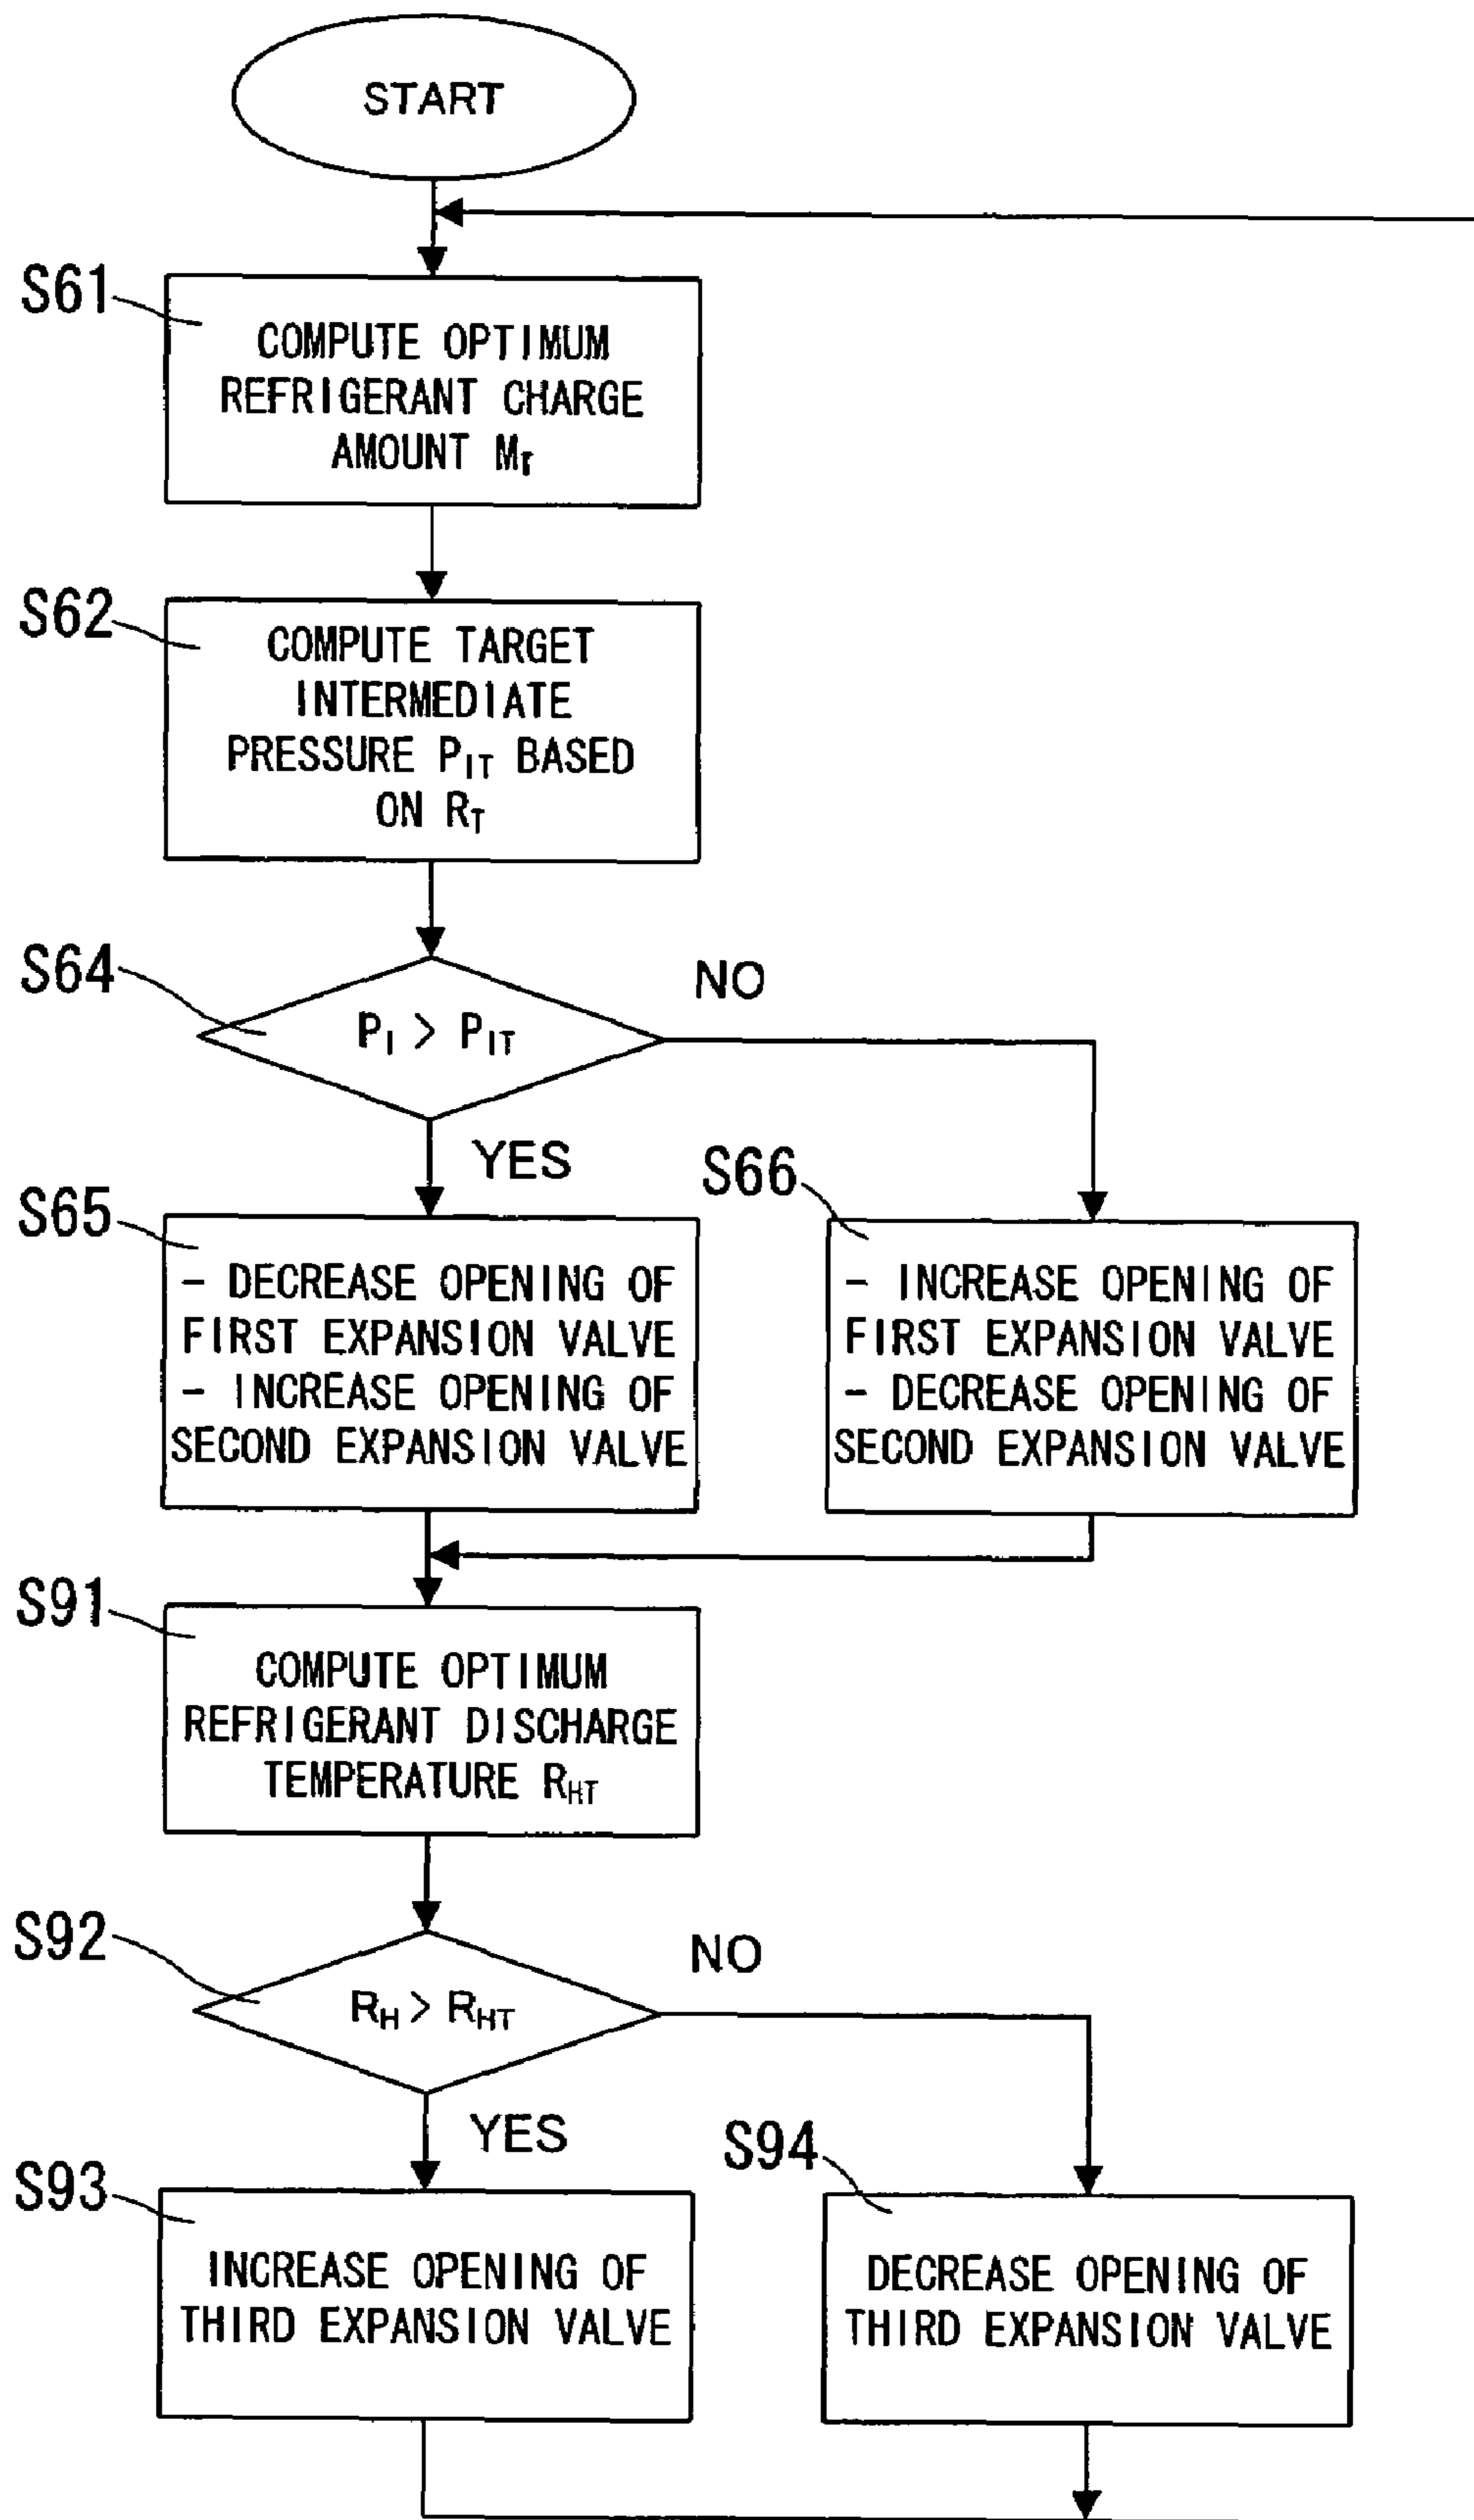 START
S61
COMPUTE OPTIMUM
REFRIGERANT CHARGE
AMOUNT Mr
S62
COMPUTE TARGET
INTERMEDIATE
PRESSURE PIT BASED
ON RT
S64
PI > PIT
NO
YES
S65
- DECREASE OPENING OF
FIRST EXPANSION VALVE
- INCREASE OPENING OF
SECOND EXPANSION VALVE
S66
- INCREASE OPENING OF
FIRST EXPANSION VALVE
- DECREASE OPENING OF
SECOND EXPANSION VALVE
S91
COMPUTE OPTIMUM
REFRIGERANT DISCHARGE
TEMPERATURE RHT
S92
RH > RHT
NO
YES
S93
INCREASE OPENING OF
THIRD EXPANSION VALVE
S94
DECREASE OPENING OF
THIRD EXPANSION VALVE